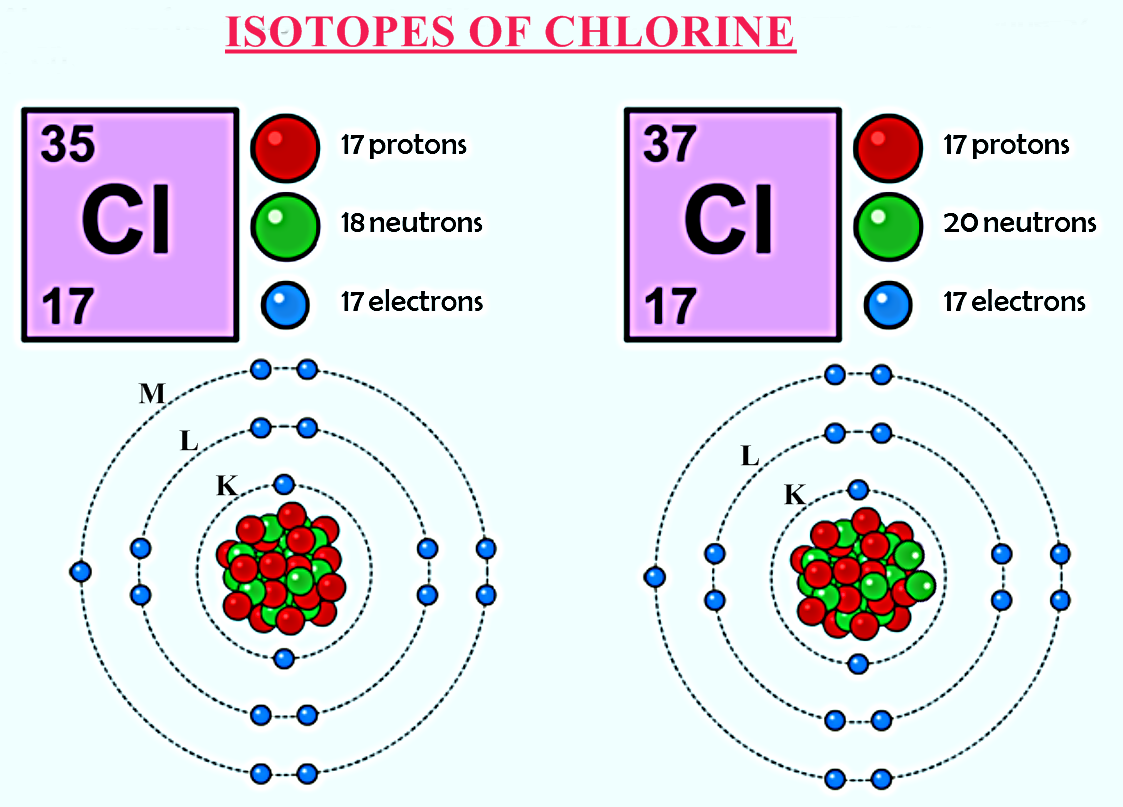 ISOTOPES OF CHLORINE
35
Cl
17
17 protons
18 neutrons
17 electrons
37
Cl
17
17 protons
20 neutrons
17 electrons
M
L
K
L
K